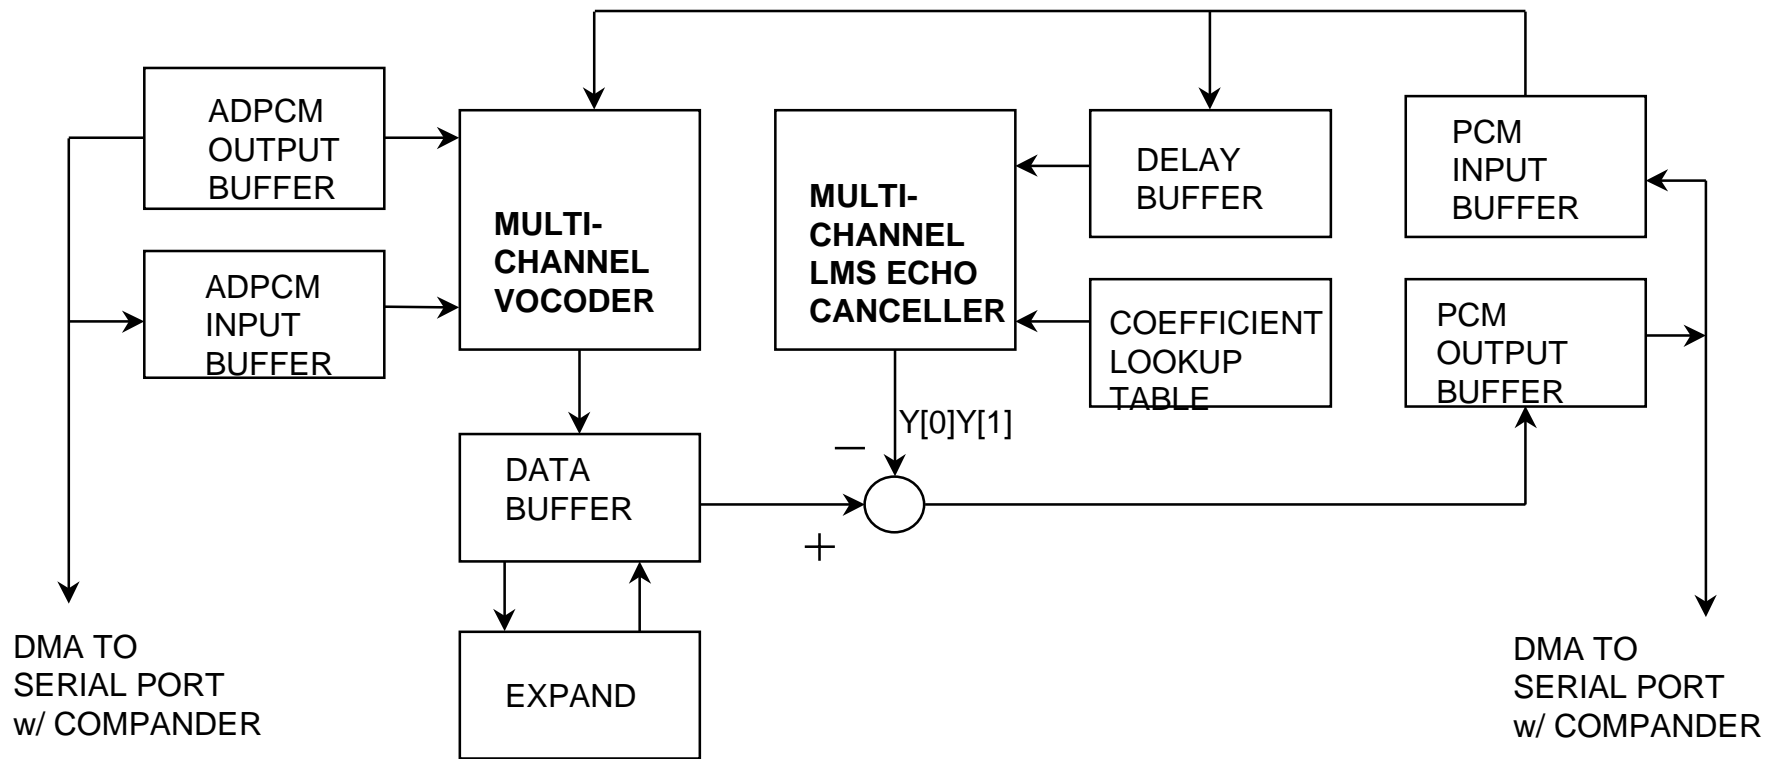 ADPCM
OUTPUT
BUFFER
ADPCM
INPUT
BUFFER
MULTI-
CHANNEL
VOCODER
MULTI-
CHANNEL
LMS ECHO
CANCELLER
DELAY
BUFFER
COEFFICIENT
LOOKUP
TABLE
PCM
INPUT
BUFFER
PCM
OUTPUT
BUFFER
Y[0]Y[1]
—
+
DATA
BUFFER
EXPAND
DMA TO
SERIAL PORT
w/ COMPANDER
DMA TO
SERIAL PORT
w/ COMPANDER